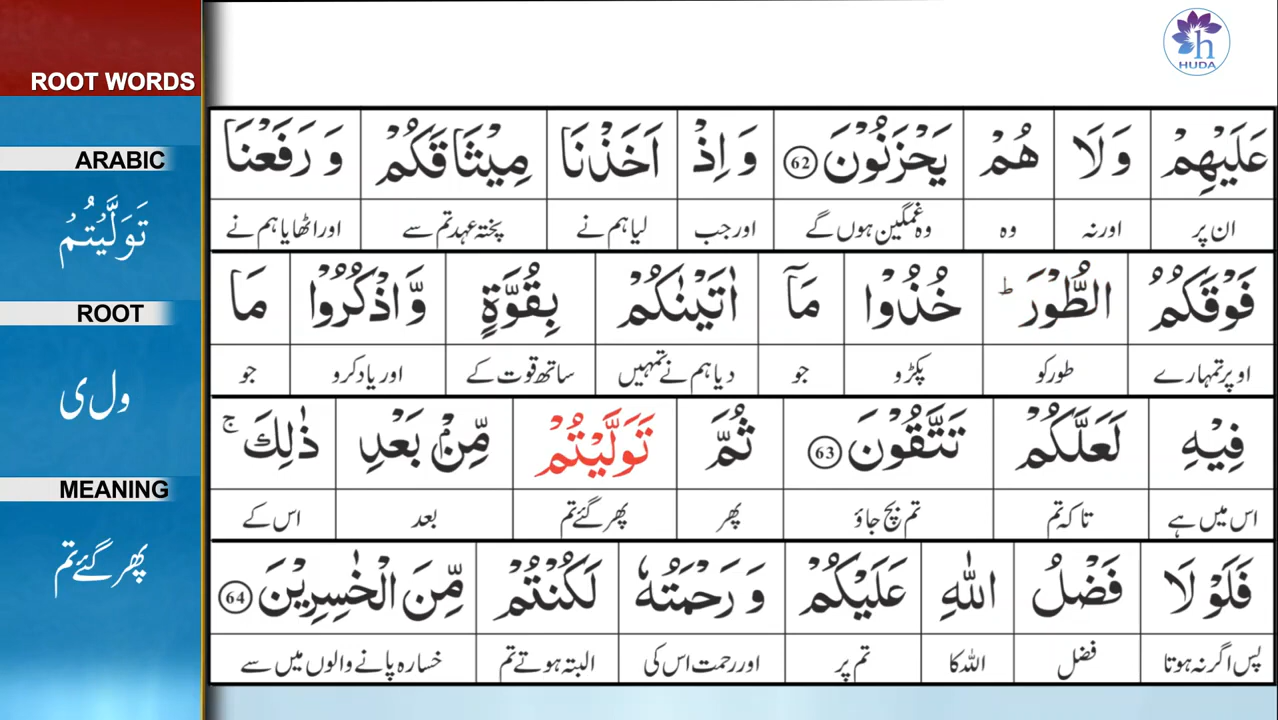 ROOT WORDS
ARABIC
تَوَلَّيْتُمْ
ROOT
و ل ی
MEANING
پھر گئے تم
HUDA
عَلَيْهِمْ وَلَا هُمْ يَحْزَنُوْنَ 62 وَ اِذْ اَخَذْنَا مِيْثَاقَكُمْ وَ رَفَعْنَا
ان پر اور نہ وہ وہ غمگین ہوں گے اور جب لیا ہم نے پختہ عہد تم سے اور اٹھایا ہم نے
فَوْقَكُمُ الطُّوْرَ ؕ خُذُوْا مَاۤ اٰتَيْنٰكُمْ بِقُوَّةٍ وَّ اذْكُرُوْا مَا
اوپر تمہارے طور کو پکڑو جو دیا ہم نے تمہیں ساتھ قوت کے اور یاد کرو جو
فِيْهِ لَعَلَّكُمْ تَتَّقُوْنَ 63 ثُمَّ تَوَلَّيْتُمْ مِّنْۢ بَعْدِ ذٰلِكَ ۚ
اس میں ہے تاکہ تم تم بچ جاؤ پھر پھر گئے تم بعد اس کے
فَلَوْ لَا فَضْلُ اللّٰهِ عَلَيْكُمْ وَ رَحْمَتُهٗ لَكُنْتُمْ مِّنَ الْخٰسِرِيْنَ 64
پس اگر نہ ہوتا فضل اللہ کا تم پر اور رحمت اس کی البتہ ہوتے تم خسارہ پانے والوں میں سے